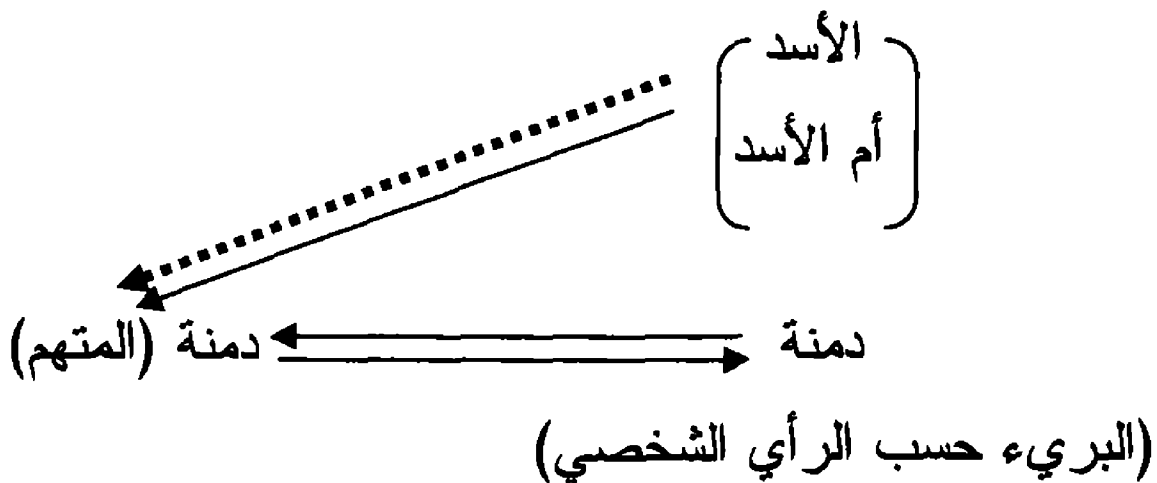 الأسد
أم الأسد
دمنة دمنة (المتهم)
(البريء حسب الرأي الشخصي)